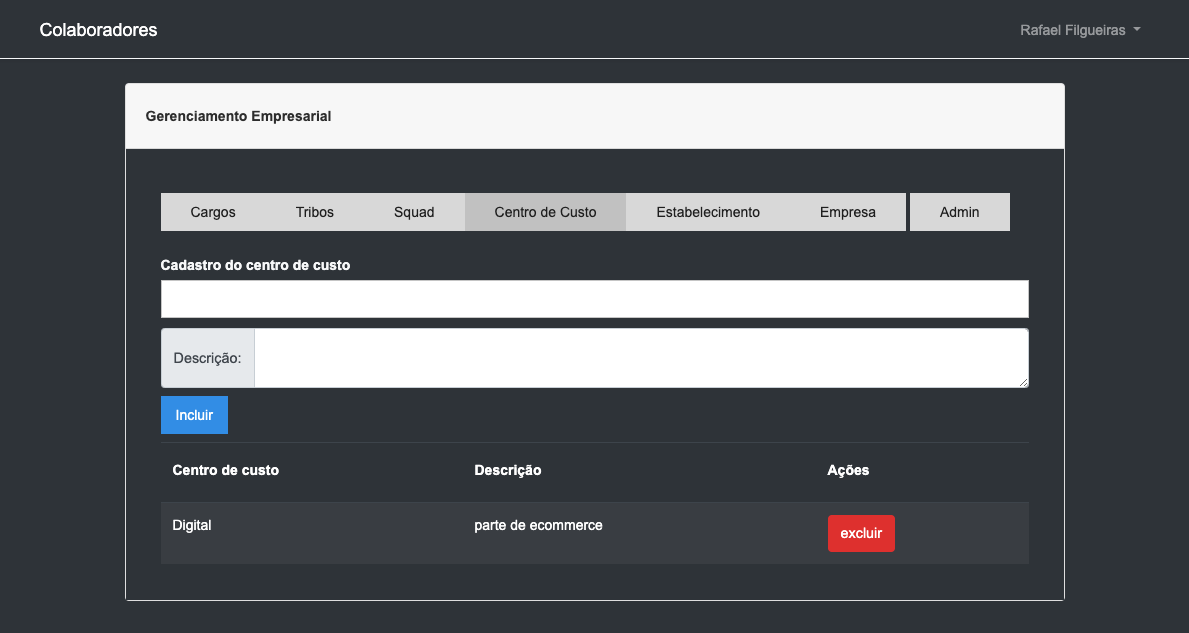 Colaboradores
Rafael Filgueiras
Gerenciamento Empresarial
Cargos Tribos Squad Centro de Custo Estabelecimento Empresa Admin
Cadastro do centro de custo
Descrição:
Incluir
Centro de custo Descrição Ações
Digital parte de ecommerce excluir